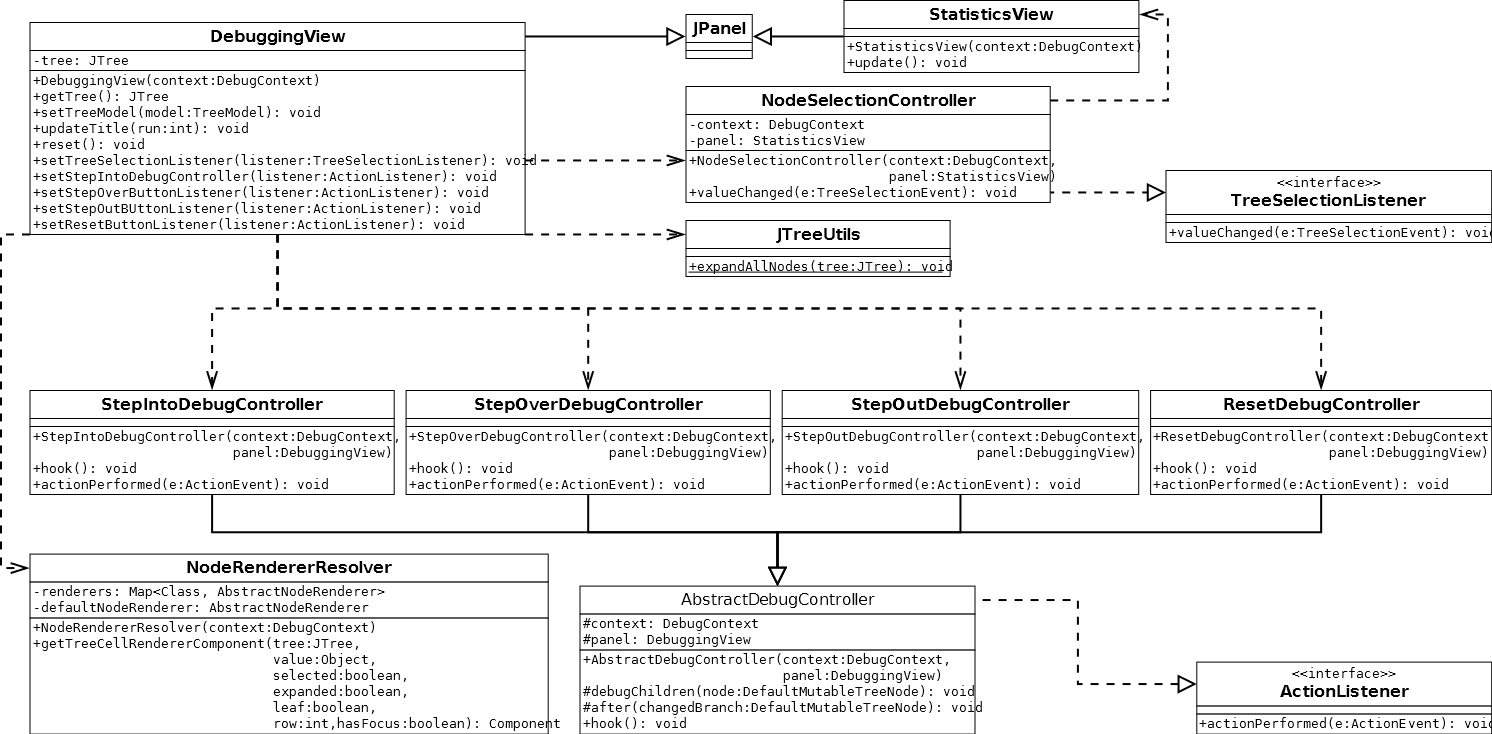 DebuggingView
-tree: JTree
+DebuggingView(context:DebugContext)
+getTree(): JTree
+setTreeModel(model:TreeModel): void
+updateTitle(run:int): void
+reset(): void
+setTreeSelectionListener(listener:TreeSelectionListener): void
+setStepIntoDebugController(listener:ActionListener): void
+setStepOverButtonListener(listener:ActionListener): void
+setStepOutBUttonListener(listener:ActionListener): void
+setResetButtonListener(listener:ActionListener): void
JPanel
StatisticsView
+StatisticsView(context:DebugContext)
+update(): void
NodeSelectionController
-context: DebugContext
-panel: StatisticsView
+NodeSelectionController(context:DebugContext,
panel:StatisticsView)
+valueChanged(e:TreeSelectionEvent): void
<<interface>>
TreeSelectionListener
+valueChanged(e:TreeSelectionEvent): void
JTreeUtils
+expandAllNodes(tree:JTree): void
StepIntoDebugController
+StepIntoDebugController(context:DebugContext,
panel:DebuggingView)
+hook(): void
+actionPerformed(e:ActionEvent): void
StepOverDebugController
+StepOverDebugController(context:DebugContext,
panel:DebuggingView)
+hook(): void
+actionPerformed(e:ActionEvent): void
StepOutDebugController
+StepOutDebugController(context:DebugContext,
panel:DebuggingView)
+hook(): void
+actionPerformed(e:ActionEvent): void
ResetDebugController
+ResetDebugController(context:DebugContext
panel:DebuggingView)
+hook(): void
+actionPerformed(e:ActionEvent): void
NodeRendererResolver
-renderers: Map<Class, AbstractNodeRenderer>
-defaultNodeRenderer: AbstractNodeRenderer
+NodeRendererResolver(context:DebugContext)
+getTreeCellRendererComponent(tree:JTree,
value:Object,
selected:boolean,
expanded:boolean,
leaf:boolean,
row:int,hasFocus:boolean): Component
AbstractDebugController
#context: DebugContext
#panel: DebuggingView
+AbstractDebugController(context:DebugContext,
panel:DebuggingView)
#debugChildren(node:DefaultMutableTreeNode): void
#after(changedBranch:DefaultMutableTreeNode): void
+hook(): void
<<interface>>
ActionListener
+actionPerformed(e:ActionEvent): void